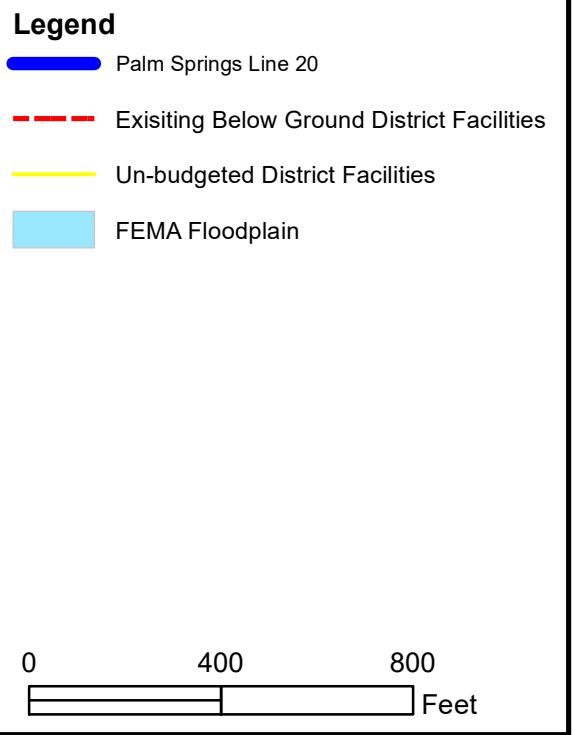 Legend
Palm Springs Line 20
Exisiting Below Ground District Facilities
Un-budgeted District Facilities
FEMA Floodplain
0 400 800
Feet